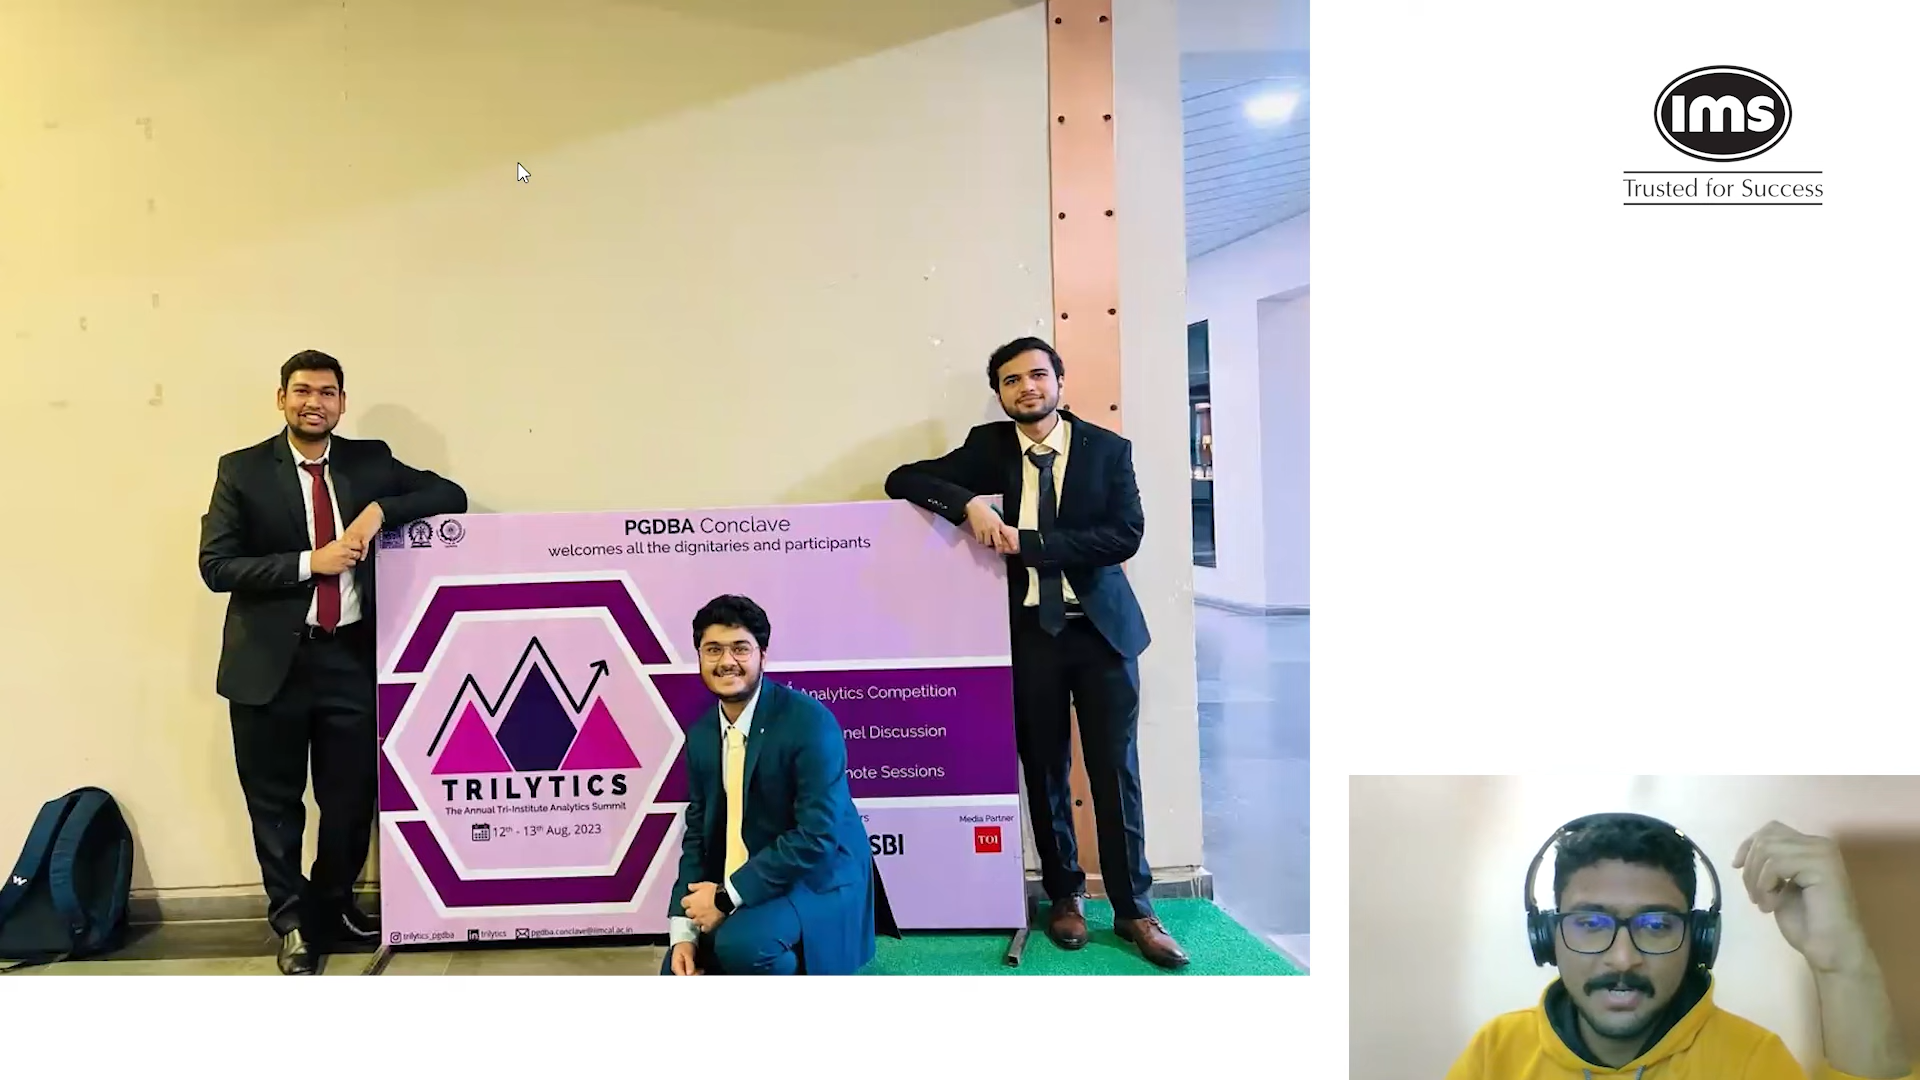 ims
Trusted for Success
PGDBA Conclave
welcomes all the dignitaries and participants
Analytics Competition
nel Discussion
note Sessions
TRILYTICS
The Annual Tri-Institute Analytics Summit
12th - 13th Aug, 2023
rs
SBI
Media Partner
TOI
trilytics_pgdba
trilytics
pgdba.conclave@iimcal.ac.in
W